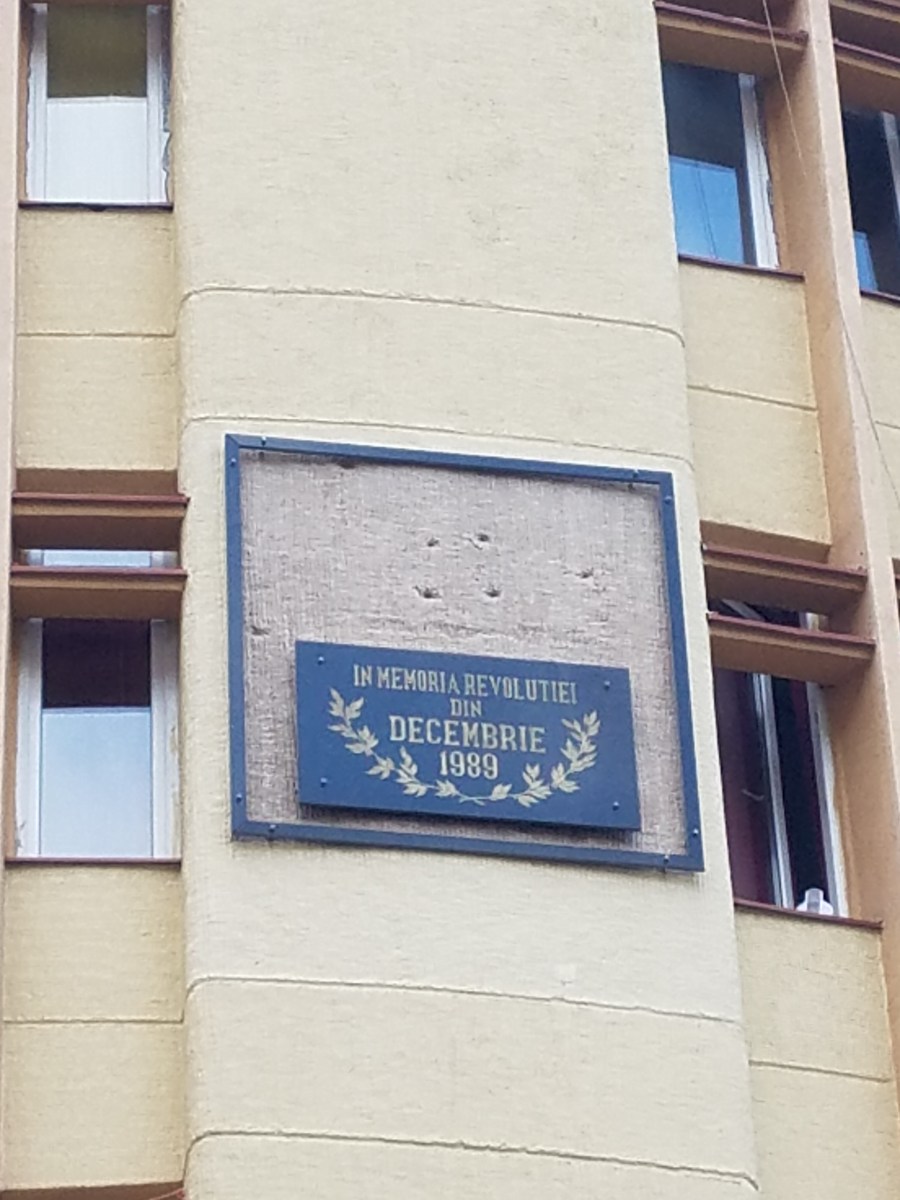 IN MEMORIA REVOLUTIEI
DIN
DECEMBRIE
1989